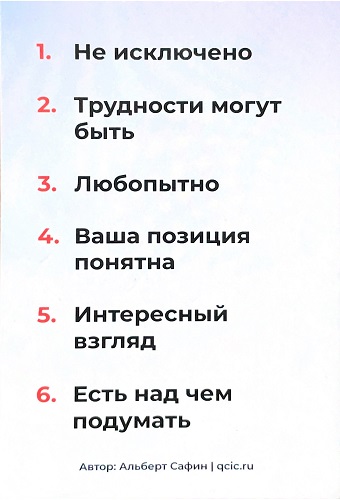 1. Не исключено
2. Трудности могут
быть
3. Любопытно
4. Ваша позиция
понятна
5. Интересный
взгляд
6. Есть над чем
подумать
Автор: Альберт Сафин | qcic.ru